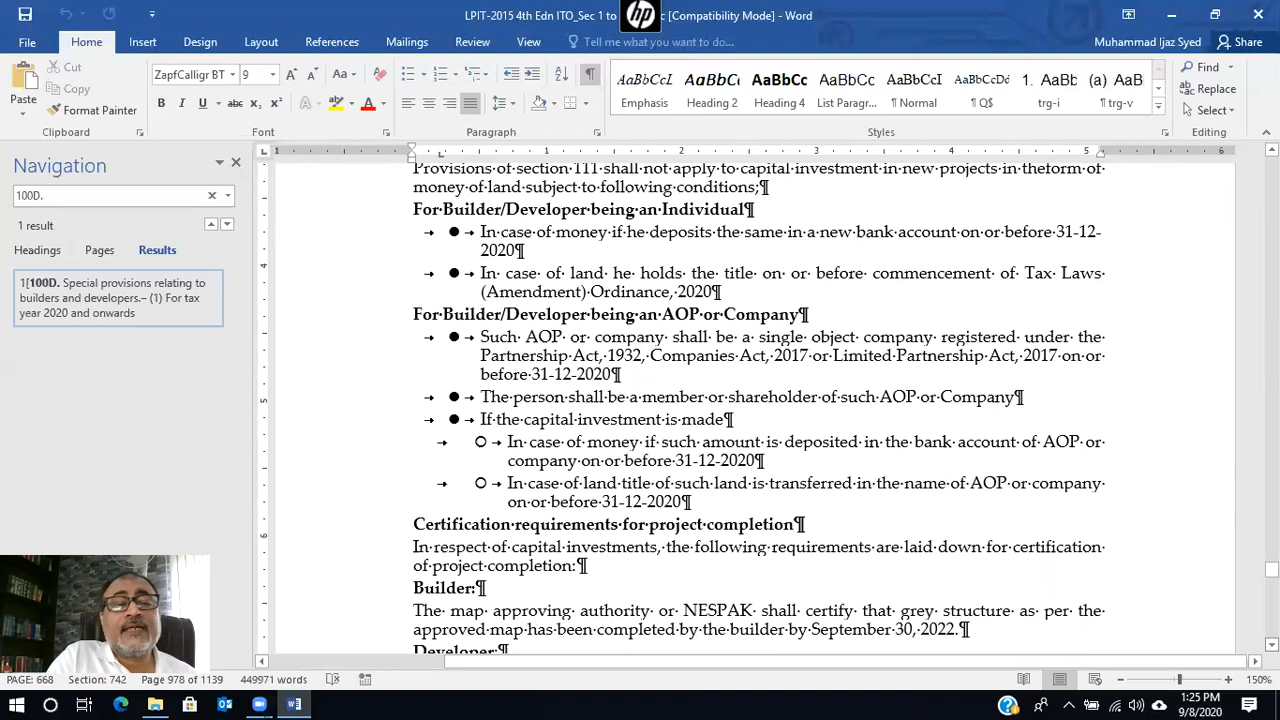 LPIT-2015 4th Edn ITO_Sec 1 to c [Compatibility Mode] - Word
hp
File Home Insert Design Layout References Mailings Review View Tell me what you want to do... Muhammad Ijaz Syed Share
Paste
Cut
Copy
Format Painter
Clipboard
ZapfCalligr BT 9
Font
Paragraph
AaBbCcL AaBbC AaBbCc AaBbCc AaBbCc AaBbCcDd 1. AaBb (a) AaB
Emphasis Heading 2 Heading List Paragr... ¶ Normal ¶ Q$ trg-i ¶ trg-v
Styles
Find
Replace
Select
Editing
Navigation
100D.
1 result
Headings Pages Results
1[100D. Special provisions relating to
builders and developers.– (1) For tax
year 2020 and onwards
Provisions of section 111 shall not apply to capital investment in new projects in theform of
money of land subject to following conditions;¶
For Builder/Developer being an Individual¶
● In case of money if he deposits the same in a new bank account on or before 31-12-
2020¶
● In case of land he holds the title on or before commencement of Tax Laws
(Amendment) Ordinance, 2020¶
For Builder/Developer being an AOP or Company¶
● Such AOP or company shall be a single object company registered under the
Partnership Act, 1932, Companies Act, 2017 or Limited Partnership Act, 2017 on or
before 31-12-2020¶
● The person shall be a member or shareholder of such AOP or Company¶
● If the capital investment is made¶
○ In case of money if such amount is deposited in the bank account of AOP or
company on or before 31-12-2020¶
○ In case of land title of such land is transferred in the name of AOP or company
on or before 31-12-2020¶
Certification requirements for project completion¶
In respect of capital investments, the following requirements are laid down for certification
of project completion:¶
Builder:¶
The map approving authority or NESPAK shall certify that grey structure as per the
approved map has been completed by the builder by September 30, 2022.¶
Developer:¶
PAGE: 668 Section: 742 Page 978 of 1139 449971 words 150%
1:25 PM
9/8/2020